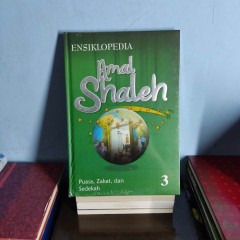 ENSIKLOPEDIA
Amal
Shaleh
Puasa, Zakat, dan
Sedekah
3